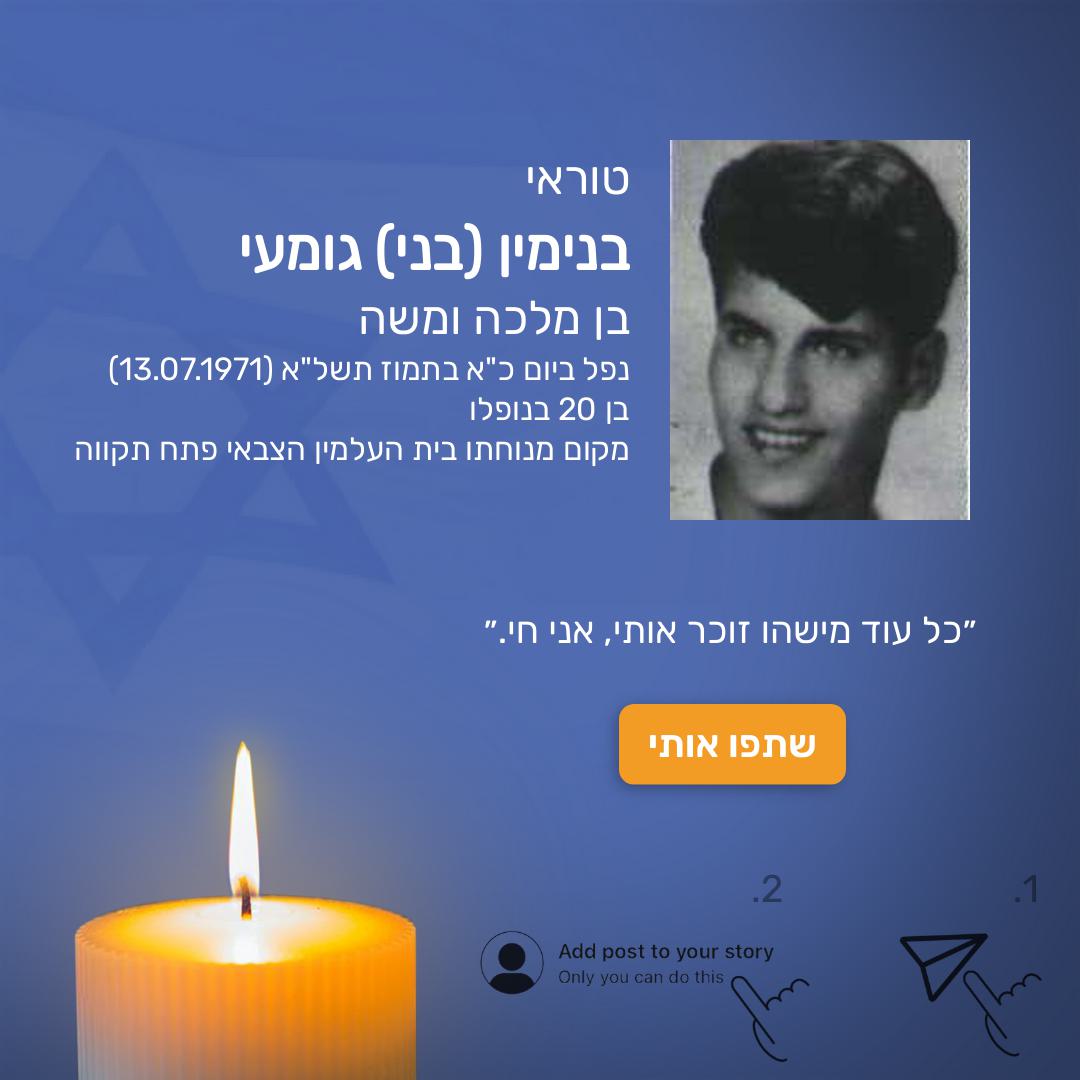 טוראי
בנימין (בני) גומעי
בן מלכה ומשה
נפל ביום כ"א בתמוז תשל"א (13.07.1971)
בן 20 בנופלו
מקום מנוחתו בית העלמין הצבאי פתח תקווה
״כל עוד מישהו זוכר אותי, אני חי.״
שתפו אותי
1.
2.
Add post to your story
Only you can do this